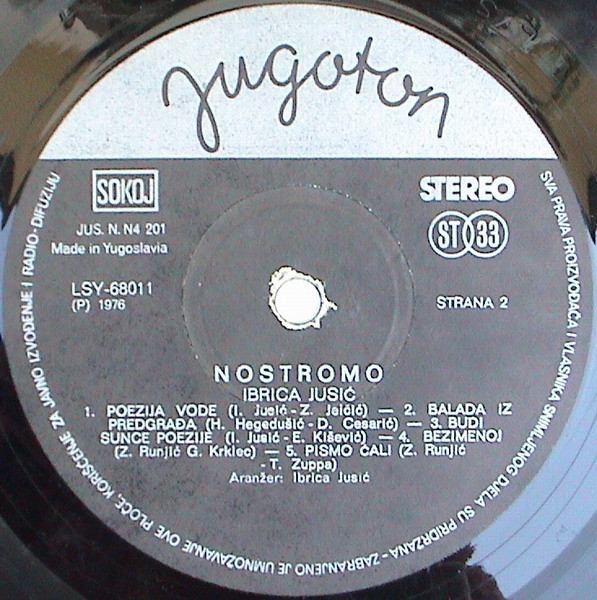 jugoton
SOKOJ
STEREO
JUS. N. N4 201
ST 33
Made in Yugoslavia
LSY-68011
(P) 1976
STRANA 2
NOSTROMO
IBRICA JUSIĆ
1. POEZIJA VODE (I. Jusić - Z. Jeičić) — 2. BALADA IZ
PREDGRAĐA (H. Hegedušić - D. Cesarić) — 3. BUDI
SUNCE POEZIJE (I. Jusić - E. Kišević) — 4. BEZIMENOJ
(Z. Runjić G. Krklec) — 5. PISMO ČALI (Z. Runjić
- T. Zuppa)
Aranžer: Ibrica Jusić
SVA PRAVA PROIZVOĐAČA I VLASNIKA SNIMLJENOG DJELA SU PRIDRŽANA - ZABRANJENO JE UMNOŽAVANJE OVE PLOČE, KORIŠĆENJE ZA JAVNO IZVOĐENJE I RADIO-DIFUZIJU